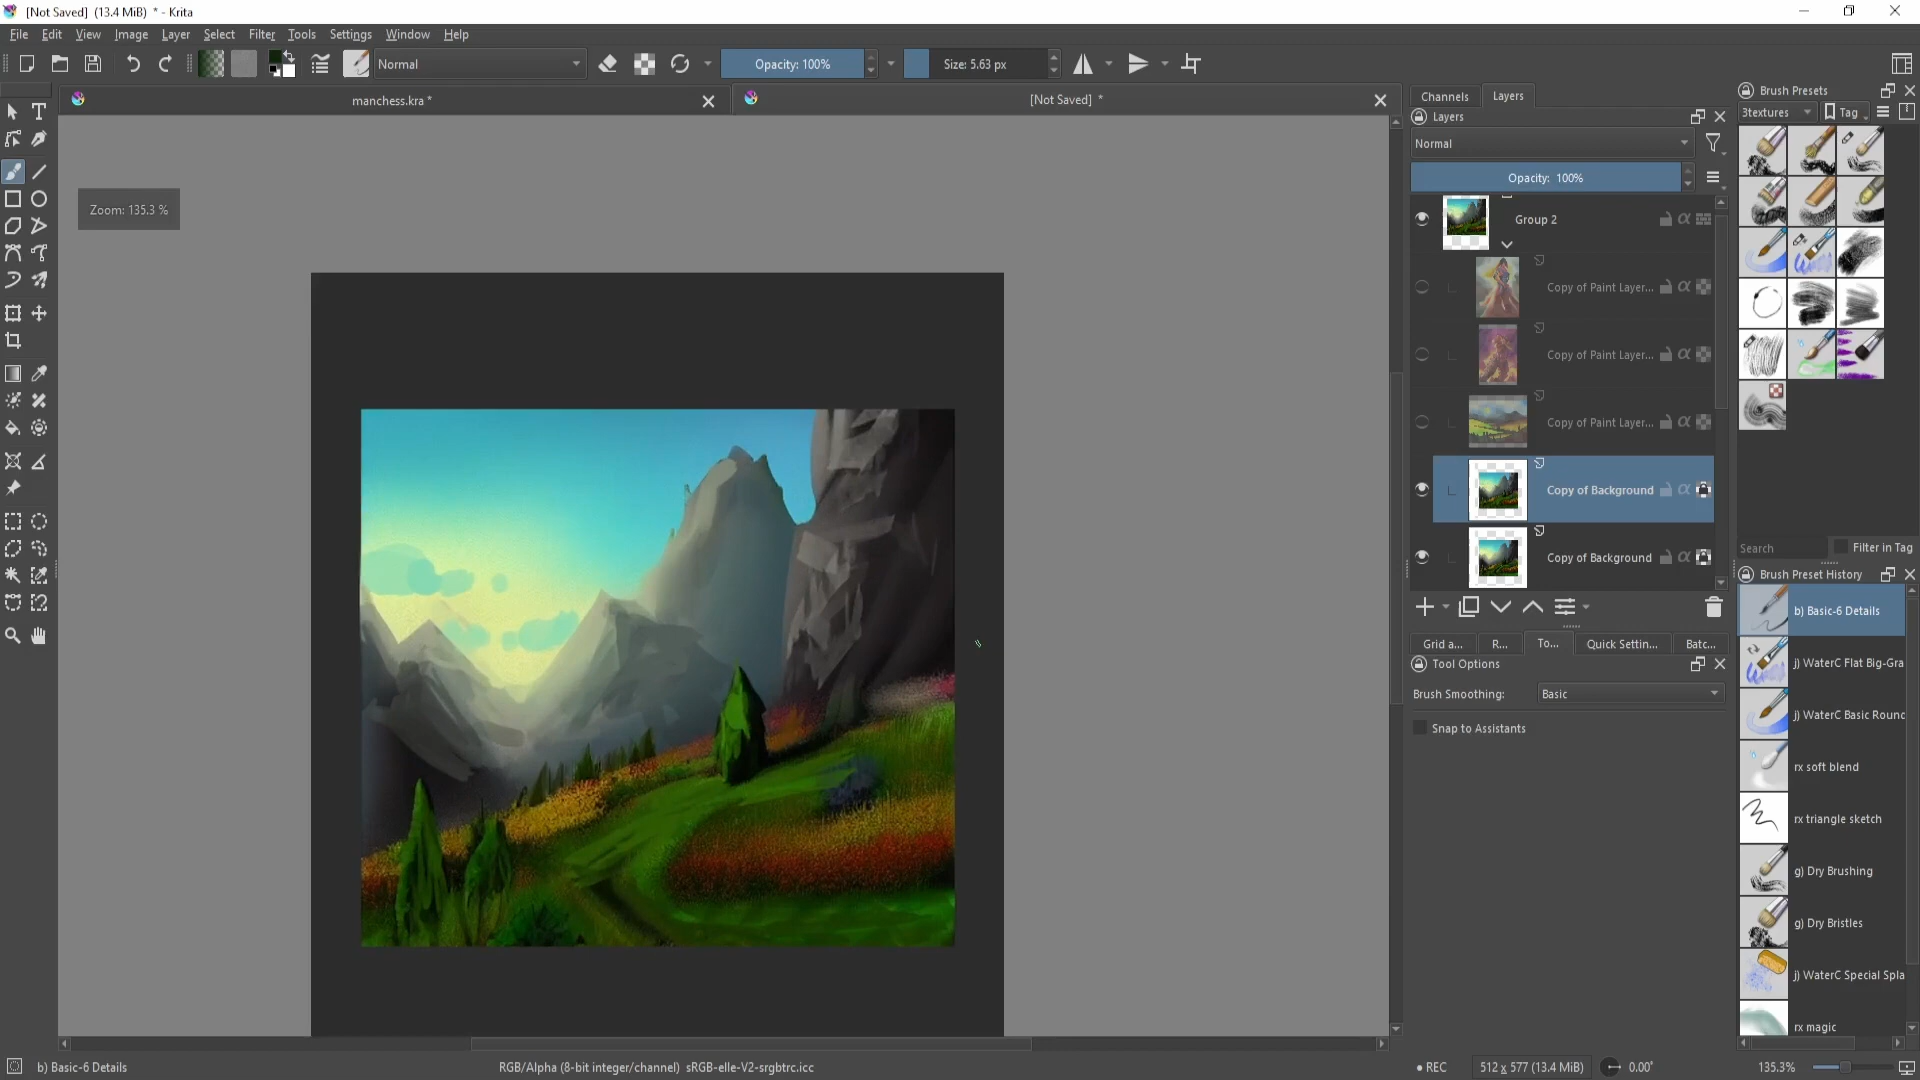 [Not Saved]  (13.4 MiB)  * - Krita
File Edit View Image Layer Select Filter Tools Settings Window Help
Normal
Opacity: 100%
Size: 5.63 px
manchess.kra *
[Not Saved]  *
Zoom: 135.3 %
Channels Layers
Layers
Normal
Opacity:  100%
Group 2
Copy of Paint Layer...
Copy of Paint Layer...
Copy of Paint Layer...
Copy of Background
Copy of Background
Grid a... R... To... Quick Settin... Batc...
Tool Options
Brush Smoothing: Basic
Snap to Assistants
Brush Presets
3textures Tag
Search Filter in Tag
Brush Preset History
b) Basic-6 Details
j) WaterC Flat Big-Gra
j) WaterC Basic Round
rx soft blend
rx triangle sketch
g) Dry Brushing
g) Dry Bristles
j) WaterC Special Spla
rx magic
b) Basic-6 Details
RGB/Alpha (8-bit integer/channel)  sRGB-elle-V2-srgbtrc.icc
REC
512 x 577 (13.4 MiB)
0.00°
135.3%